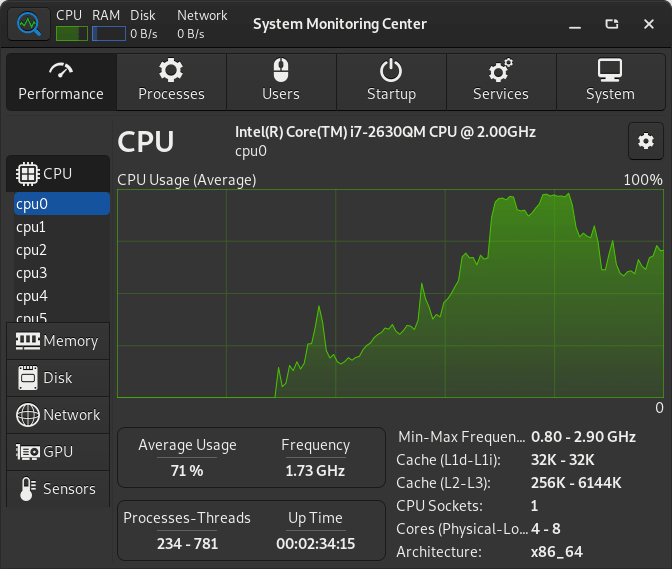 CPU RAM Disk Network
0 B/s 0 B/s
System Monitoring Center
Performance Processes Users Startup Services System
CPU
cpu0
cpu1
cpu2
cpu3
cpu4
cpu5
Memory
Disk
Network
GPU
Sensors
CPU
Intel(R) Core(TM) i7-2630QM CPU @ 2.00GHz
cpu0
CPU Usage (Average) 100%
0
Average Usage Frequency
71 % 1.73 GHz
Processes-Threads Up Time
234 - 781 00:02:34:15
Min-Max Frequen... 0.80 - 2.90 GHz
Cache (L1d-L1i): 32K - 32K
Cache (L2-L3): 256K - 6144K
CPU Sockets: 1
Cores (Physical-Lo... 4 - 8
Architecture: x86_64